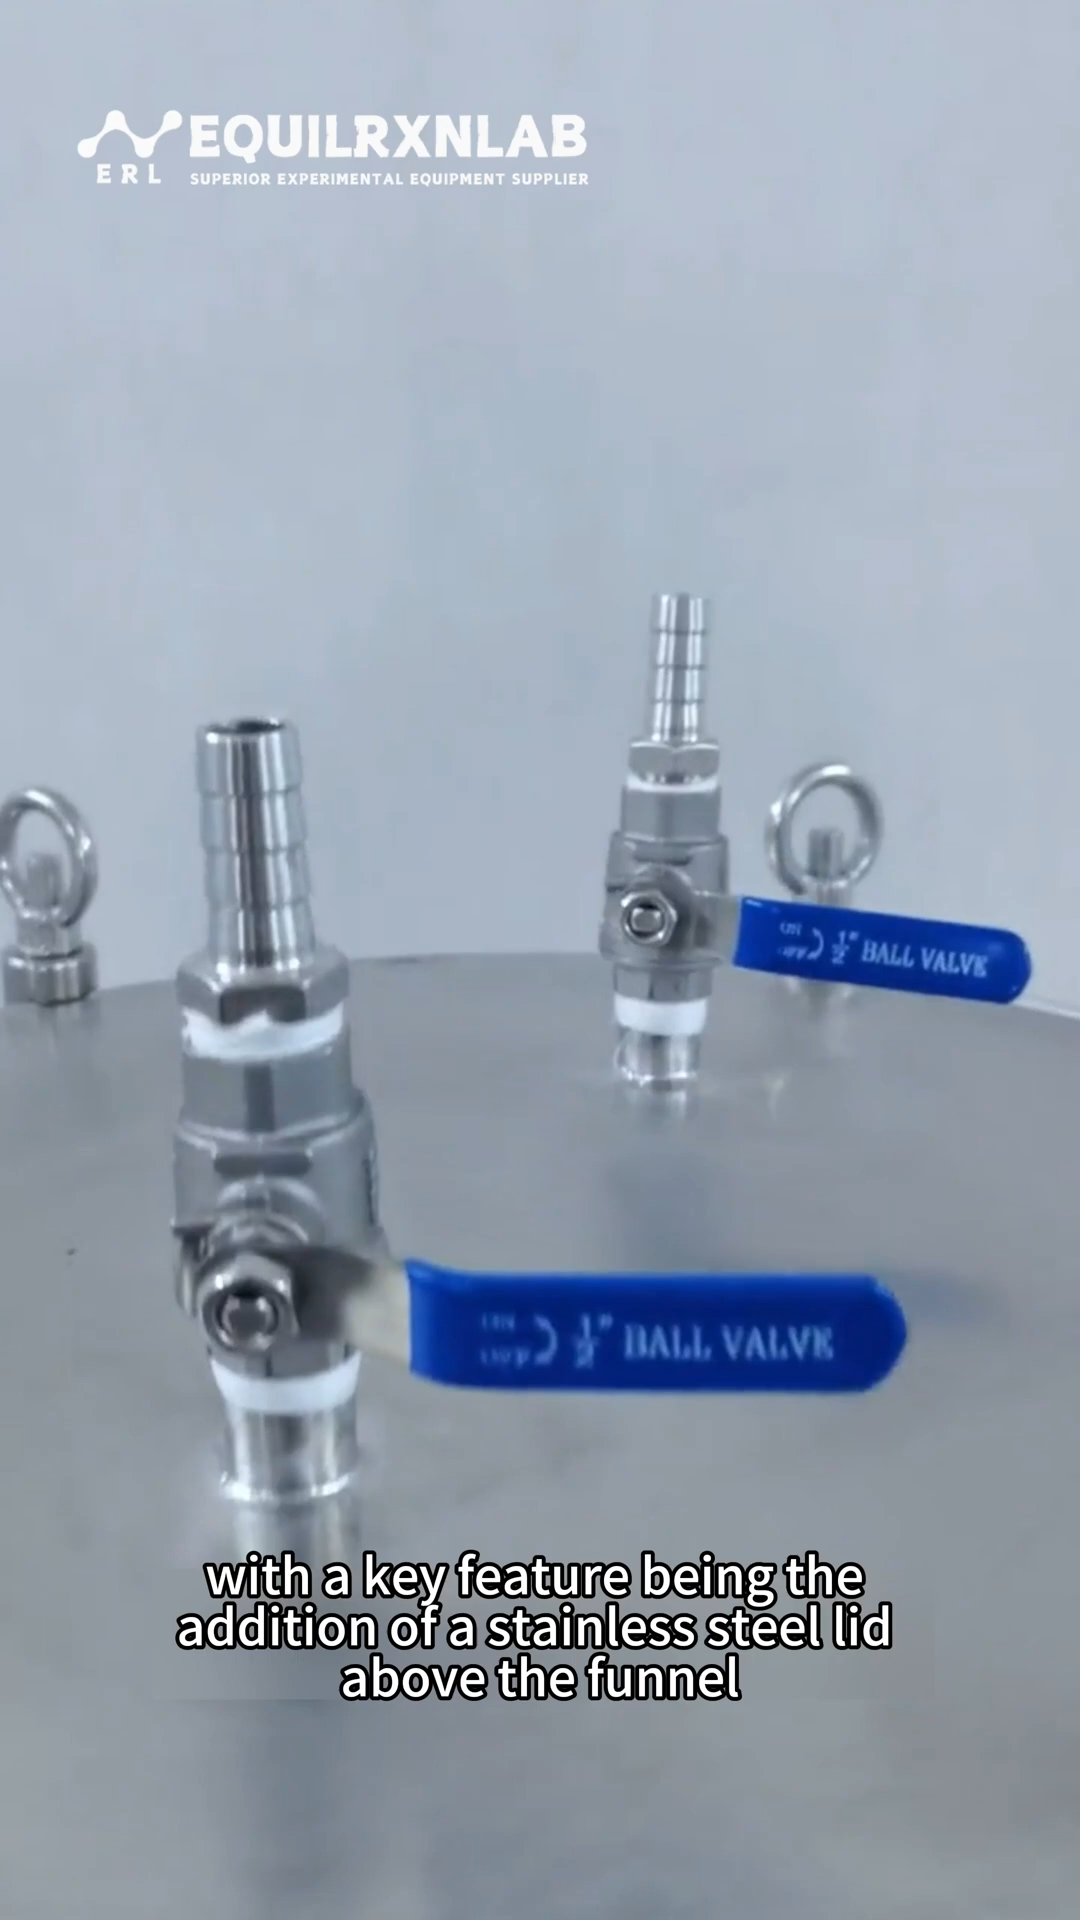 EQUILRXNLAB
ERL
SUPERIOR EXPERIMENTAL EQUIPMENT SUPPLIER
1/2" BALL VALVE
1/2" BALL VALVE
with a key feature being the
addition of a stainless steel lid
above the funnel